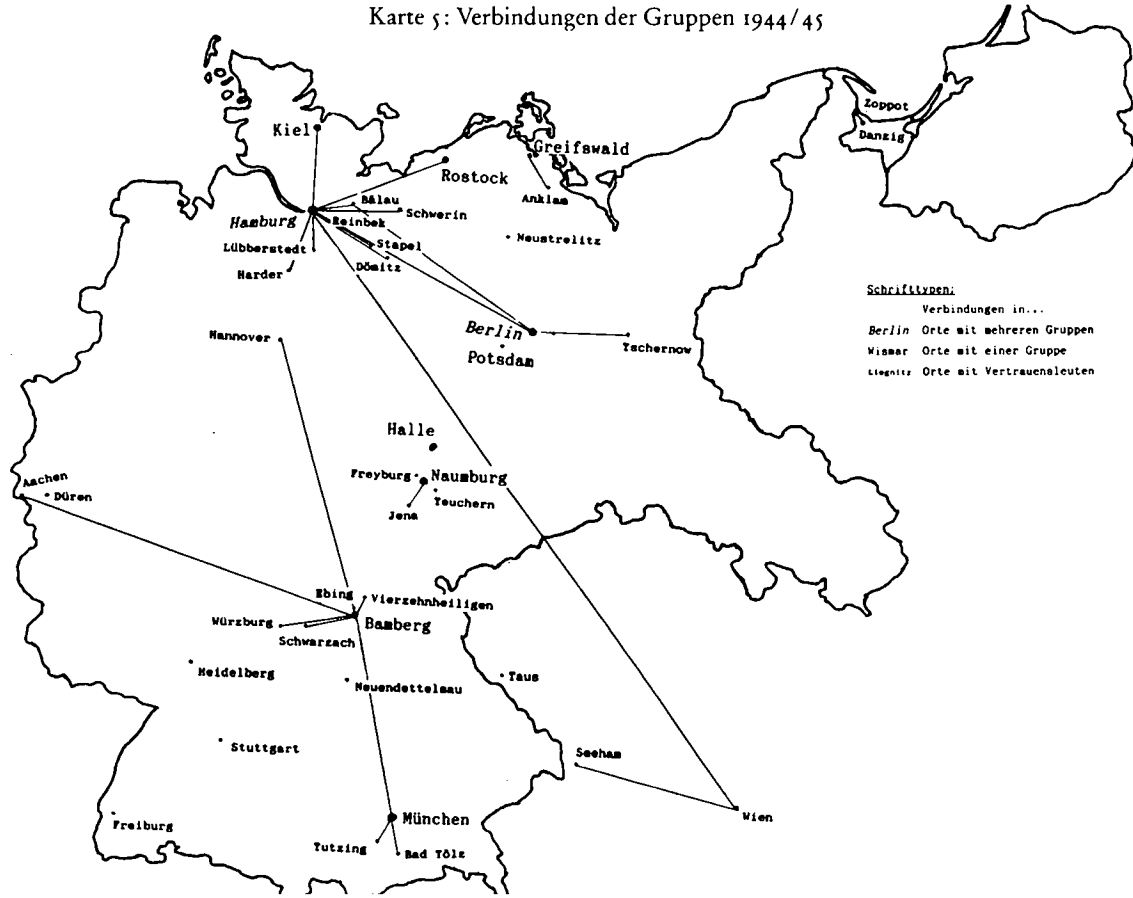 Karte 5: Verbindungen der Gruppen 1944/45
Zoppot
Kiel
Danzig
Greifswald
Rostock
Anklam
Bälau
Schwerin
Hamburg
Reinbek
Neustrelitz
Lübberstedt
Stapel
Dömitz
Harder
Schrifttypen:
Verbindungen in...
Berlin Orte mit mehreren Gruppen
Wismar Orte mit einer Gruppe
Liegnitz Orte mit Vertrauensleuten
Berlin
Hannover
Tschernow
Potsdam
Halle
Freyburg
Naumburg
Aachen
Düren
Teuchern
Jena
Ebing
Vierzehnheiligen
Würzburg
Bamberg
Schwarzach
Heidelberg
Taus
Neuendettelsau
Stuttgart
Seeham
Wien
Freiburg
München
Tutzing
Bad Tölz